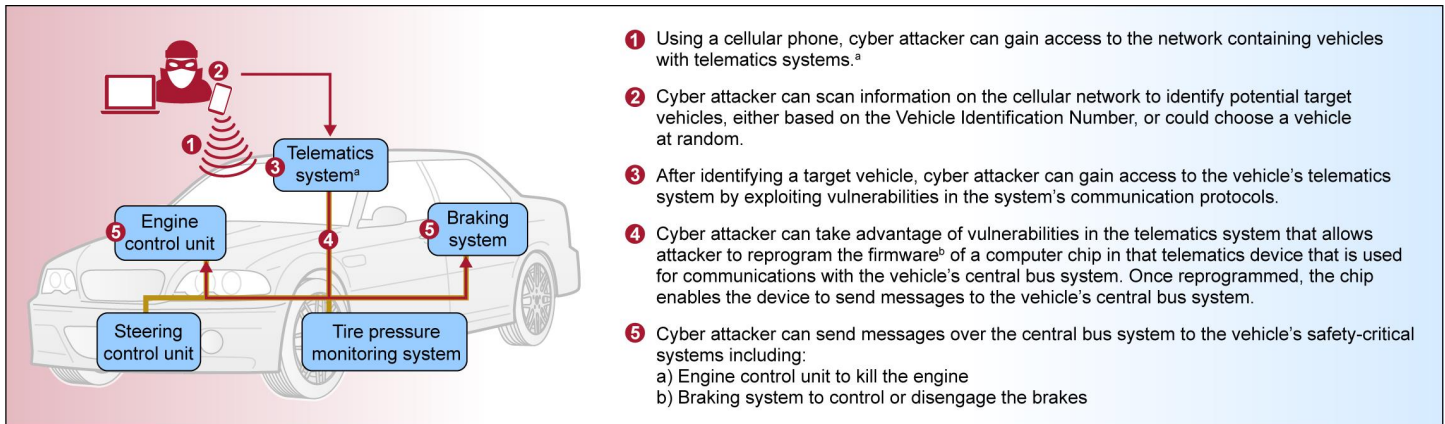 2
1
Telematics
3
systemᵃ
Engine
5
control unit
Braking
5
system
4
Steering
control unit
Tire pressure
monitoring system
1 Using a cellular phone, cyber attacker can gain access to the network containing vehicles
with telematics systems.ᵃ
2 Cyber attacker can scan information on the cellular network to identify potential target
vehicles, either based on the Vehicle Identification Number, or could choose a vehicle
at random.
3 After identifying a target vehicle, cyber attacker can gain access to the vehicle’s telematics
system by exploiting vulnerabilities in the system’s communication protocols.
4 Cyber attacker can take advantage of vulnerabilities in the telematics system that allows
attacker to reprogram the firmwareᵇ of a computer chip in that telematics device that is used
for communications with the vehicle’s central bus system. Once reprogrammed, the chip
enables the device to send messages to the vehicle’s central bus system.
5 Cyber attacker can send messages over the central bus system to the vehicle’s safety-critical
systems including:
a) Engine control unit to kill the engine
b) Braking system to control or disengage the brakes